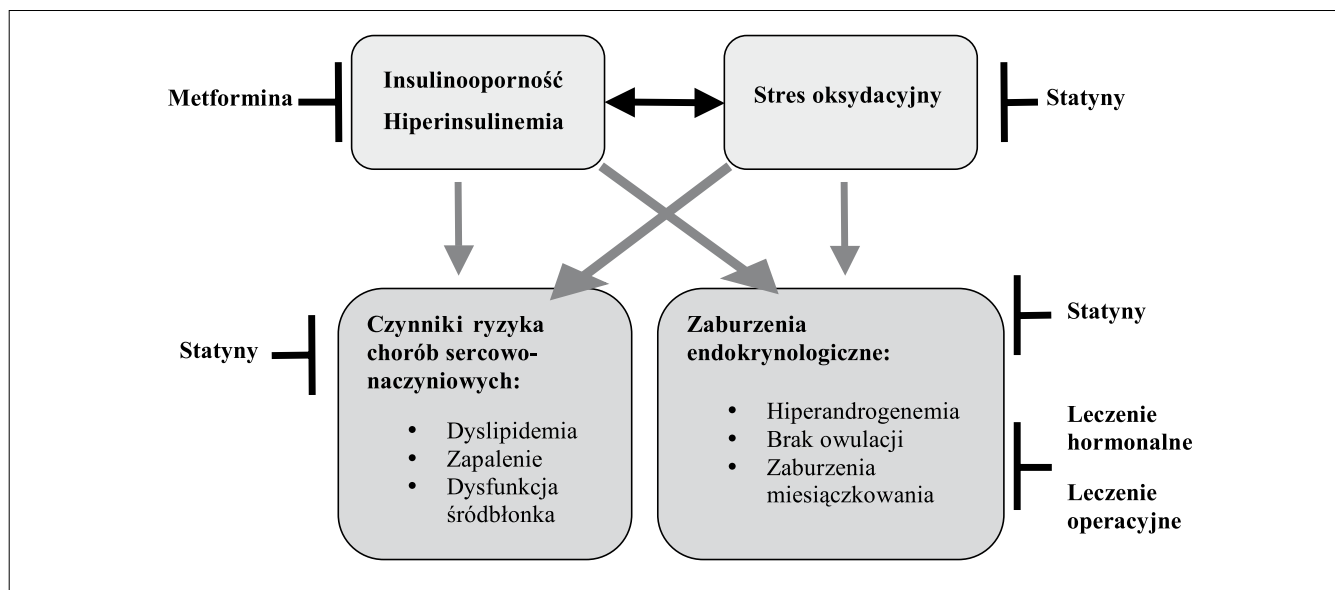 Metformina
Insulinooporność
Hiperinsulinemia
Stres oksydacyjny
Statyny
Statyny
Czynniki ryzyka
chorób sercowo-
naczyniowych:
• Dyslipidemia
• Zapalenie
• Dysfunkcja
śródbłonka
Zaburzenia
endokrynologiczne:
• Hiperandrogenemia
• Brak owulacji
• Zaburzenia
miesiączkowania
Statyny
Leczenie
hormonalne
Leczenie
operacyjne